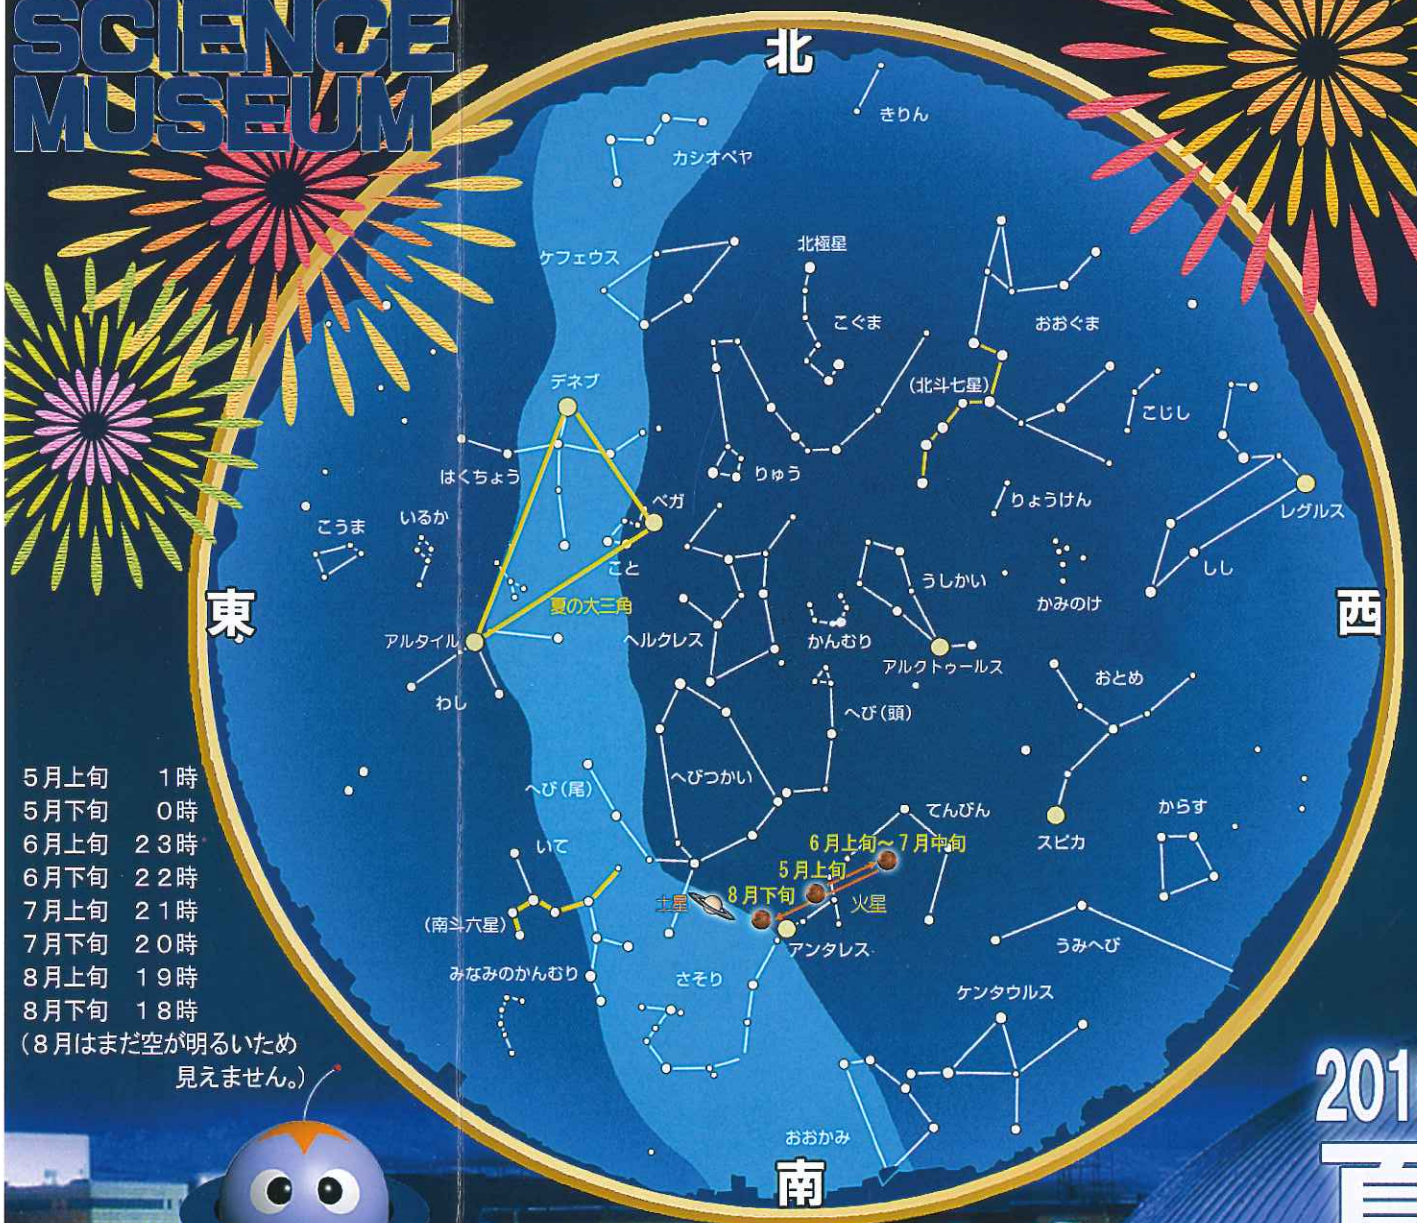 SCIENCE
MUSEUM
北
きりん
カシオペヤ
ケフェウス
北極星
こぐま
おおぐま
デネブ
(北斗七星)
こじし
はくちょう
りゅう
ベガ
りょうけん
レグルス
こうま
いるか
こと
うしかい
しし
東
夏の大三角
かみのけ
西
アルタイル
ヘルクレス
かんむり
アルクトゥールス
おとめ
わし
へび(頭)
へび(尾)
へびつかい
てんびん
からす
いて
6月上旬~7月中旬
スピカ
5月上旬
8月下旬
土星
火星
(南斗六星)
アンタレス
うみへび
みなみのかんむり
さそり
ケンタウルス
おおかみ
南
5月上旬 1時
5月下旬 0時
6月上旬 23時
6月下旬 22時
7月上旬 21時
7月下旬 20時
8月上旬 19時
8月下旬 18時
(8月はまだ空が明るいため
見えません。)
201